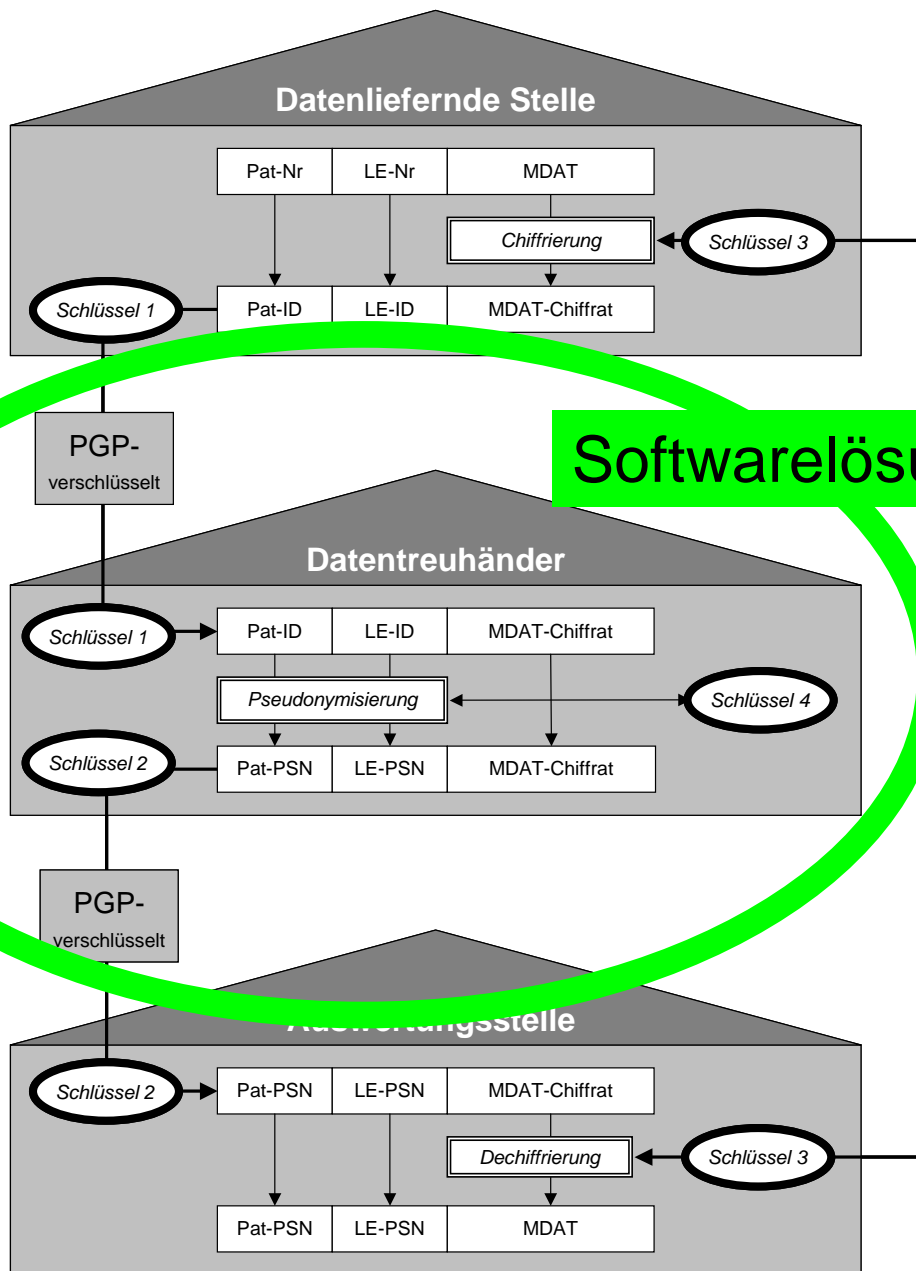 Datenliefernde Stelle
Pat-Nr LE-Nr MDAT
Chiffrierung Schlüssel 3
Schlüssel 1 Pat-ID LE-ID MDAT-Chiffrat
PGP-
verschlüsselt
Softwarelösu
Datentreuhänder
Schlüssel 1 Pat-ID LE-ID MDAT-Chiffrat
Pseudonymisierung Schlüssel 4
Schlüssel 2 Pat-PSN LE-PSN MDAT-Chiffrat
PGP-
verschlüsselt
Auswertungsstelle
Schlüssel 2 Pat-PSN LE-PSN MDAT-Chiffrat
Dechiffrierung Schlüssel 3
Pat-PSN LE-PSN MDAT